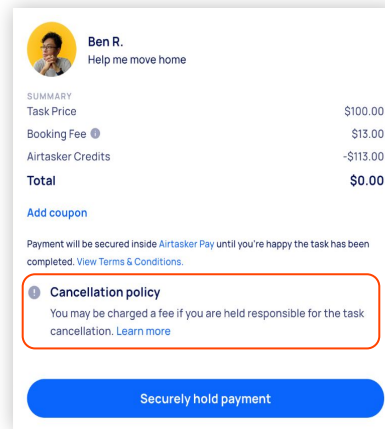 Ben R.
Help me move home
SUMMARY
Task Price $100.00
Booking Fee $13.00
Airtasker Credits -$113.00
Total $0.00
Add coupon
Payment will be secured inside Airtasker Pay until you're happy the task has been
completed. View Terms & Conditions.
Cancellation policy
You may be charged a fee if you are held responsible for the task
cancellation. Learn more
Securely hold payment